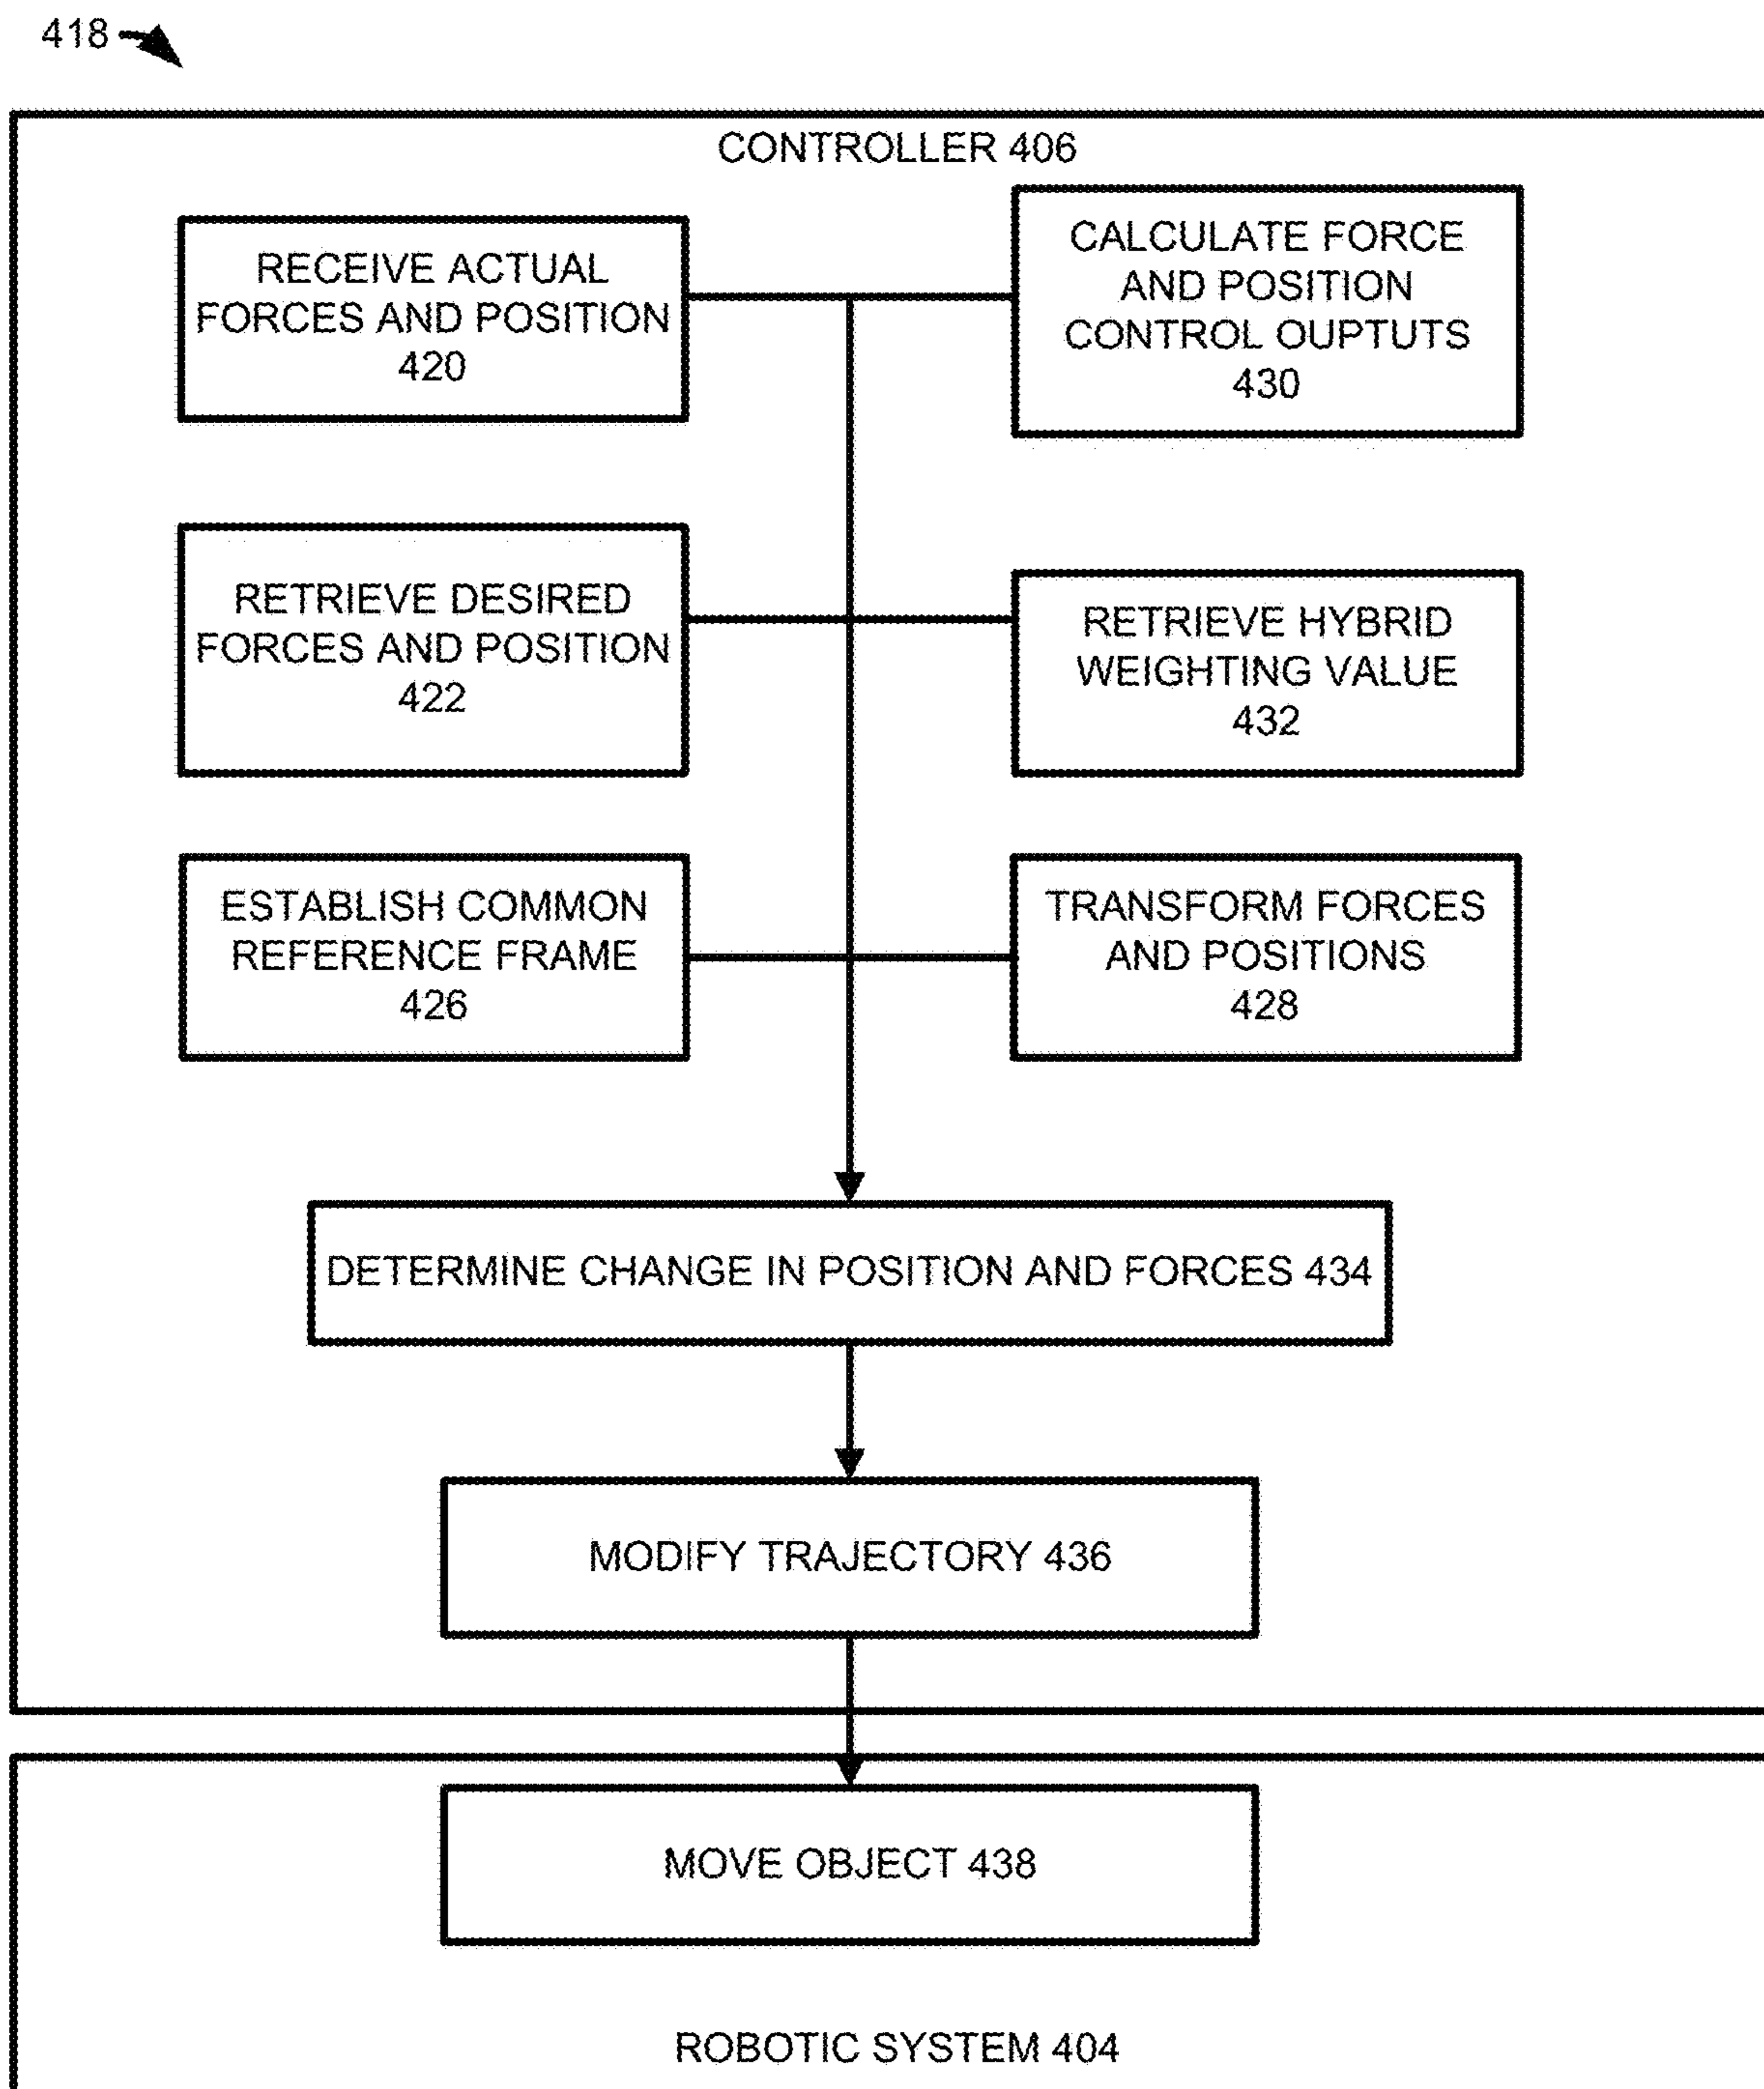 418
CONTROLLER 406
RECEIVE ACTUAL
FORCES AND POSITION
420
CALCULATE FORCE
AND POSITION
CONTROL OUPTUTS
430
RETRIEVE DESIRED
FORCES AND POSITION
422
RETRIEVE HYBRID
WEIGHTING VALUE
432
ESTABLISH COMMON
REFERENCE FRAME
426
TRANSFORM FORCES
AND POSITIONS
428
DETERMINE CHANGE IN POSITION AND FORCES 434
MODIFY TRAJECTORY 436
MOVE OBJECT 438
ROBOTIC SYSTEM 404